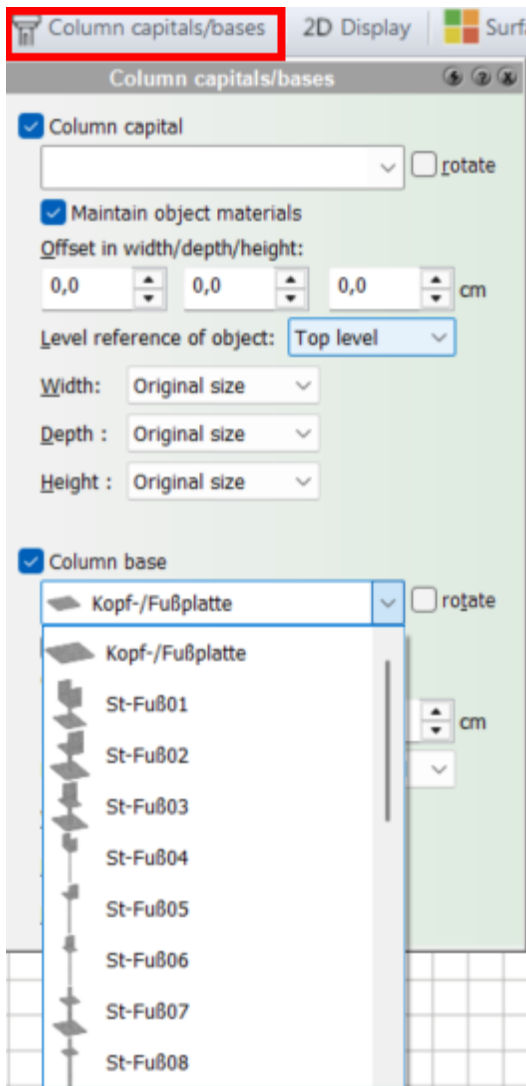 Column capitals/bases 2D Display Surfa
Column capitals/bases
Column capital
rotate
Maintain object materials
Offset in width/depth/height:
0,0 0,0 0,0 cm
Level reference of object: Top level
Width: Original size
Depth : Original size
Height : Original size
Column base
Kopf-/Fußplatte rotate
Kopf-/Fußplatte
St-Fuß01
St-Fuß02
cm
St-Fuß03
St-Fuß04
St-Fuß05
St-Fuß06
St-Fuß07
St-Fuß08